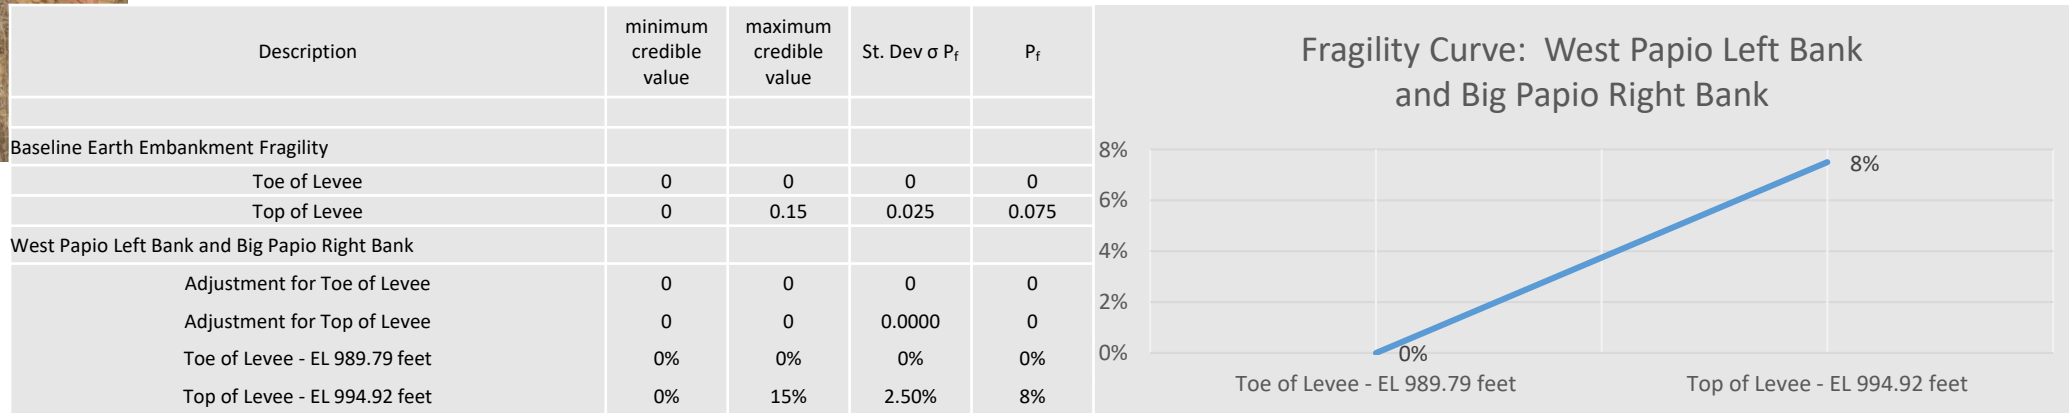 Description minimum credible value maximum credible value St. Dev σ Pf Pf
Baseline Earth Embankment Fragility
Toe of Levee 0 0 0 0
Top of Levee 0 0.15 0.025 0.075
West Papio Left Bank and Big Papio Right Bank
Adjustment for Toe of Levee 0 0 0 0
Adjustment for Top of Levee 0 0 0.0000 0
Toe of Levee - EL 989.79 feet 0% 0% 0% 0%
Top of Levee - EL 994.92 feet 0% 15% 2.50% 8%
Fragility Curve: West Papio Left Bank
and Big Papio Right Bank
8%
8%
6%
4%
2%
0%
0%
Toe of Levee - EL 989.79 feet Top of Levee - EL 994.92 feet